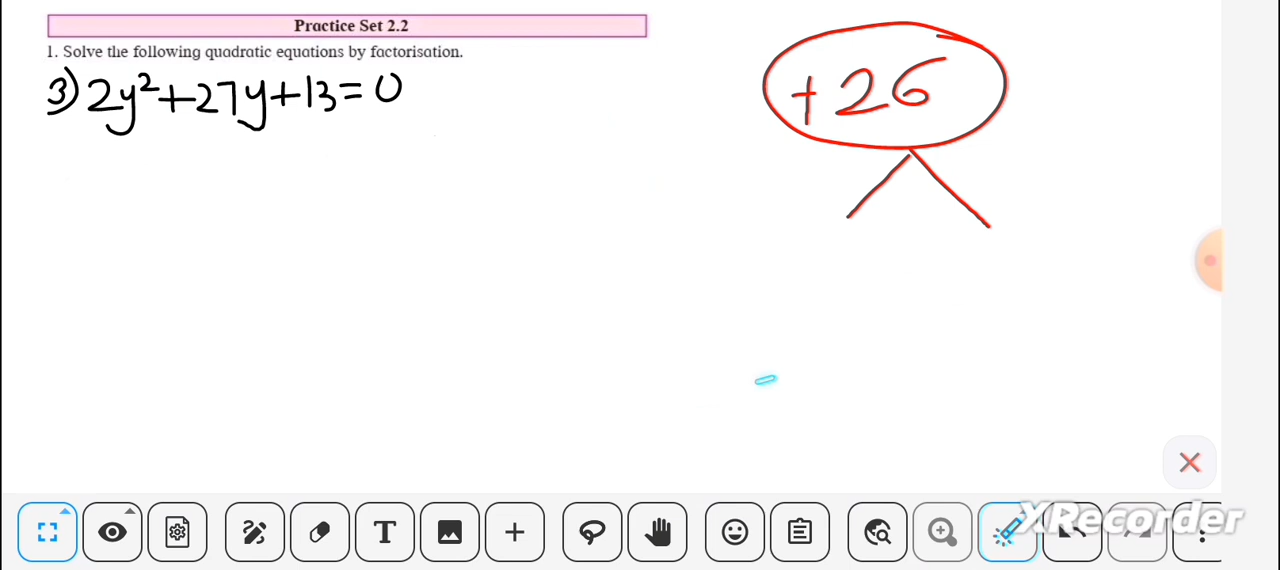 Practice Set 2.2
1. Solve the following quadratic equations by factorisation.
3) 2y²+27y+13=0
+26
T
XRecorder